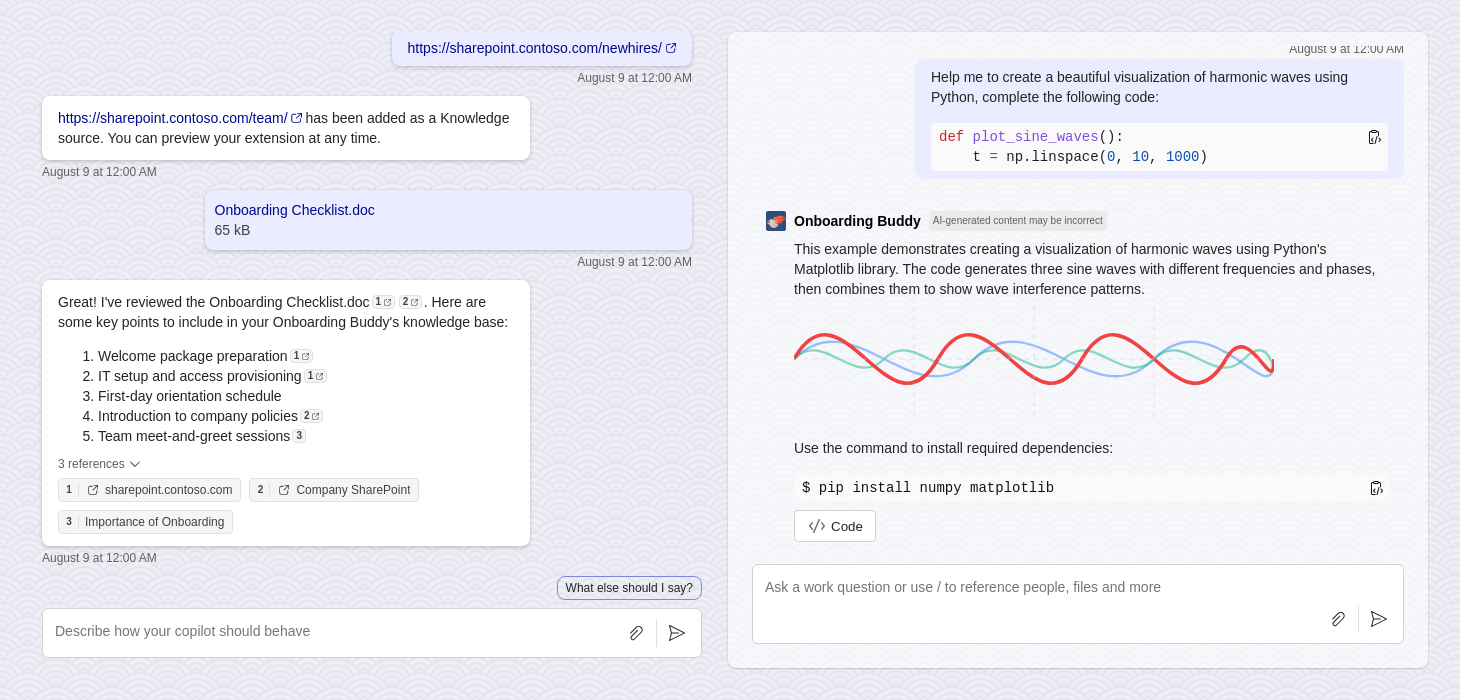 https://sharepoint.contoso.com/newhires/
August 9 at 12:00 AM
https://sharepoint.contoso.com/team/ has been added as a Knowledge
source. You can preview your extension at any time.
August 9 at 12:00 AM
Onboarding Checklist.doc
65 kB
August 9 at 12:00 AM
Great! I've reviewed the Onboarding Checklist.doc 1 2 . Here are
some key points to include in your Onboarding Buddy's knowledge base:
1. Welcome package preparation 1
2. IT setup and access provisioning 1
3. First-day orientation schedule
4. Introduction to company policies 2
5. Team meet-and-greet sessions 3
3 references
1 sharepoint.contoso.com 2 Company SharePoint
3 Importance of Onboarding
August 9 at 12:00 AM
What else should I say?
Describe how your copilot should behave
August 9 at 12:00 AM
Help me to create a beautiful visualization of harmonic waves using
Python, complete the following code:
def plot_sine_waves():
    t = np.linspace(0, 10, 1000)
Onboarding Buddy AI-generated content may be incorrect
This example demonstrates creating a visualization of harmonic waves using Python's
Matplotlib library. The code generates three sine waves with different frequencies and phases,
then combines them to show wave interference patterns.
Use the command to install required dependencies:
$ pip install numpy matplotlib
Code
Ask a work question or use / to reference people, files and more